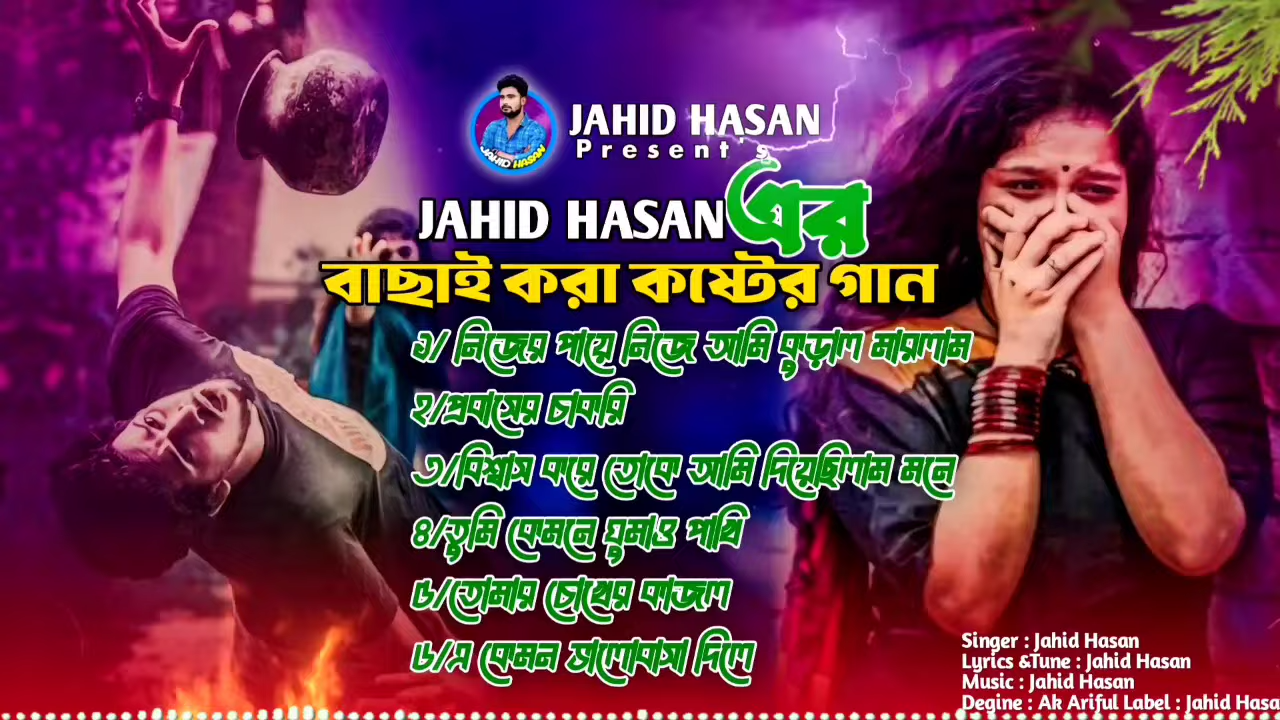 JAHID HASAN
JAHID HASAN
Present's
JAHID HASAN এর
বাছাই করা কষ্টের গান
১/ নিজের পায়ে নিজে আমি কুড়াল মারলাম
২/প্রবাসের চাকরি
৩/বিশ্বাস করে তোকে আমি দিয়েছিলাম মনে
৪/তুমি কেমনে ঘুমাও পাখি
৫/তোমার চোখের কাজল
৬/এ কেমন ভালোবাসা দিলে
Singer : Jahid Hasan
Lyrics &Tune : Jahid Hasan
Music : Jahid Hasan
Degine : Ak Ariful Label : Jahid Hasa